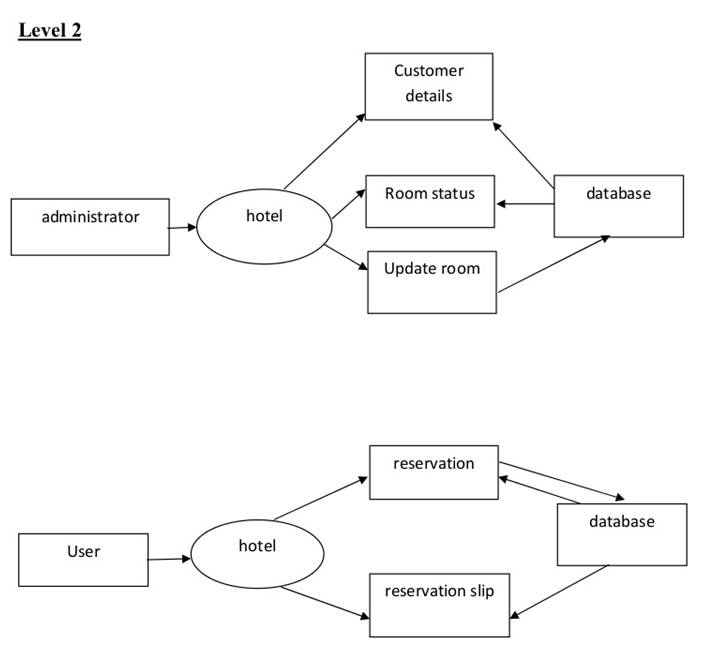 Level 2
Customer
details
Room status
database
administrator
hotel
Update room
reservation
database
User
hotel
reservation slip